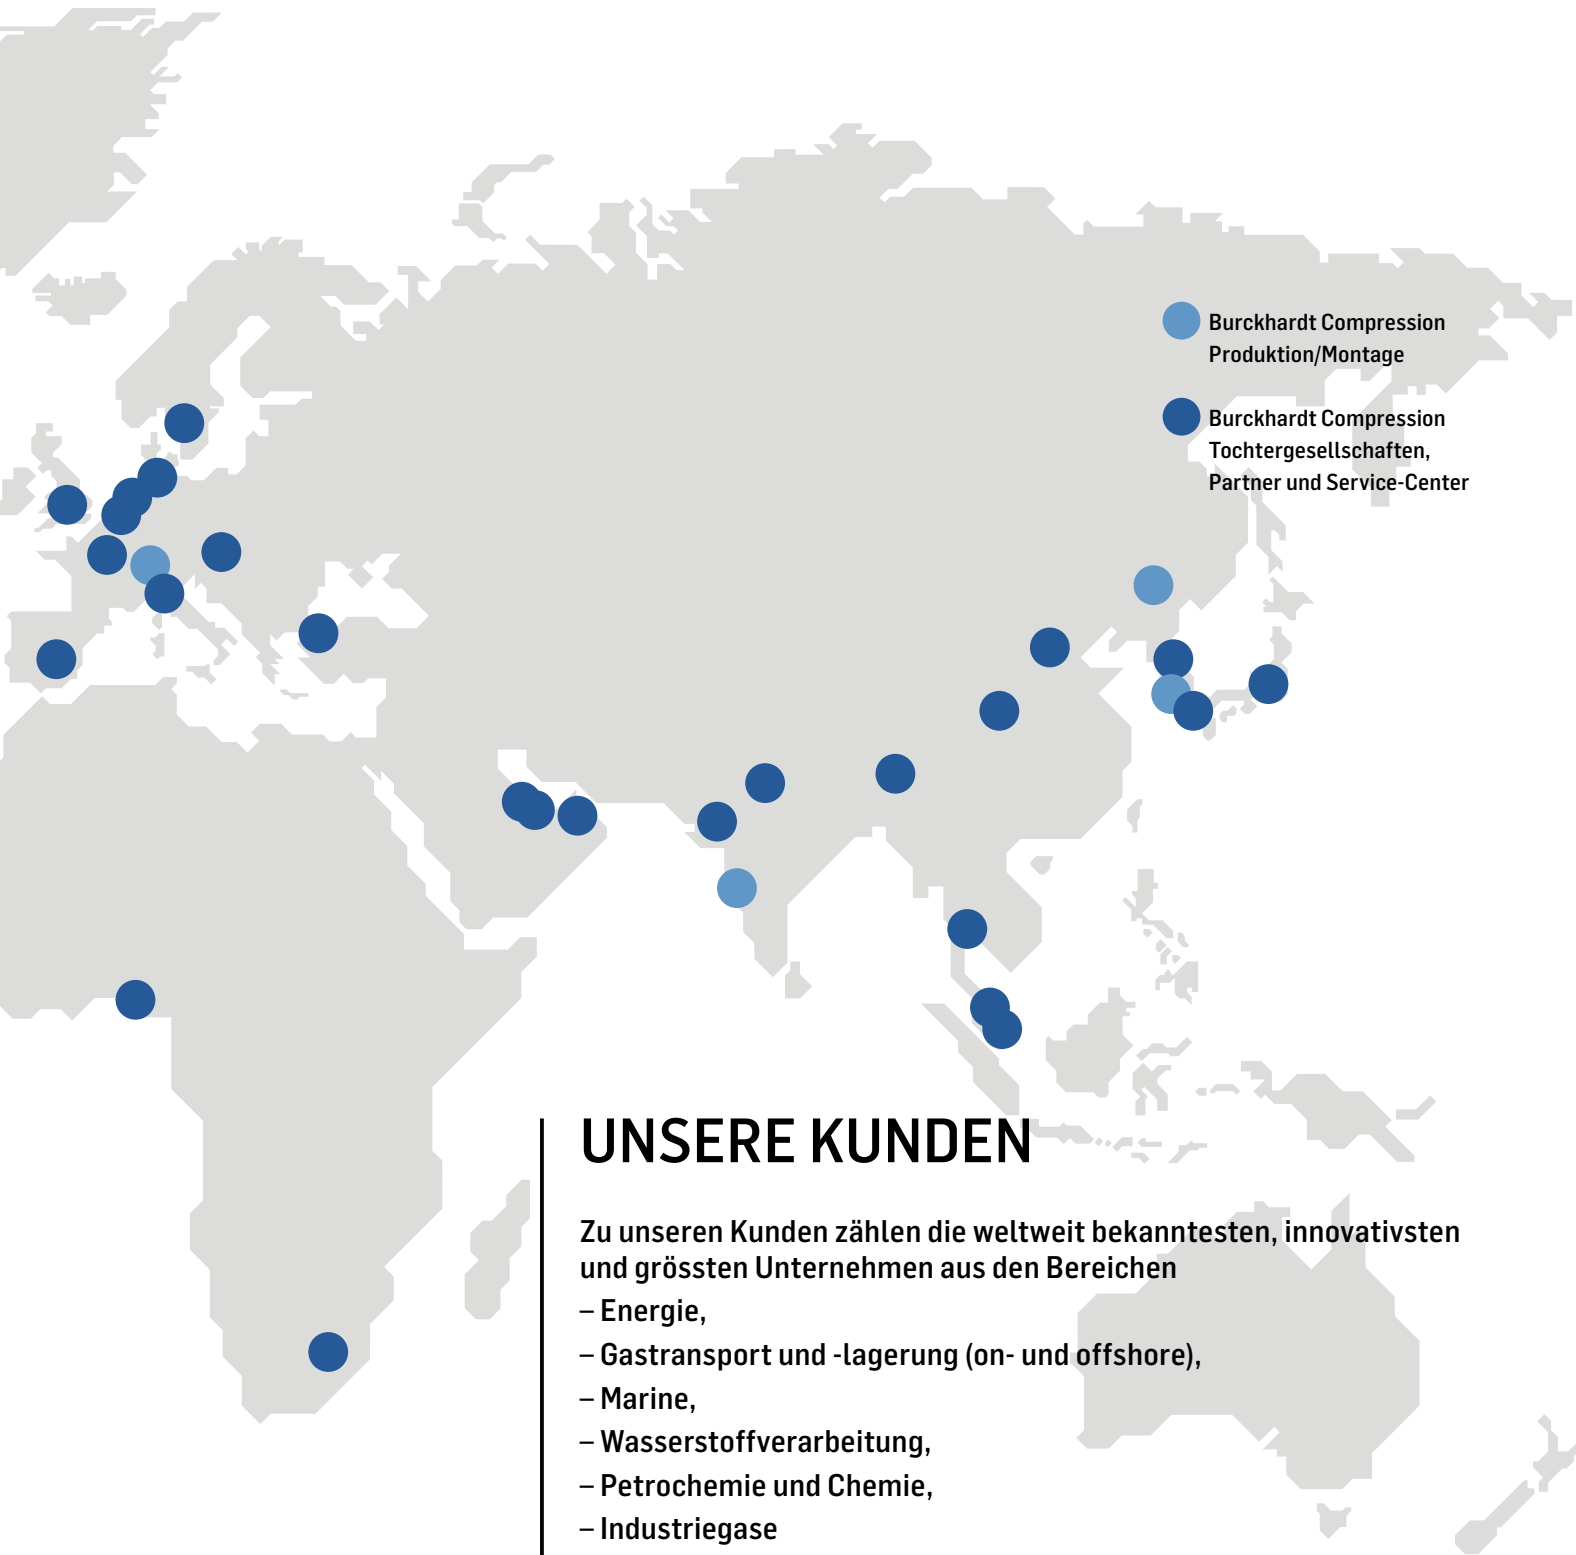 Burckhardt Compression
Produktion/Montage
Burckhardt Compression
Tochtergesellschaften,
Partner und Service-Center
UNSERE KUNDEN
Zu unseren Kunden zählen die weltweit bekanntesten, innovativsten
und grössten Unternehmen aus den Bereichen
– Energie,
– Gastransport und -lagerung (on- und offshore),
– Marine,
– Wasserstoffverarbeitung,
– Petrochemie und Chemie,
– Industriegase